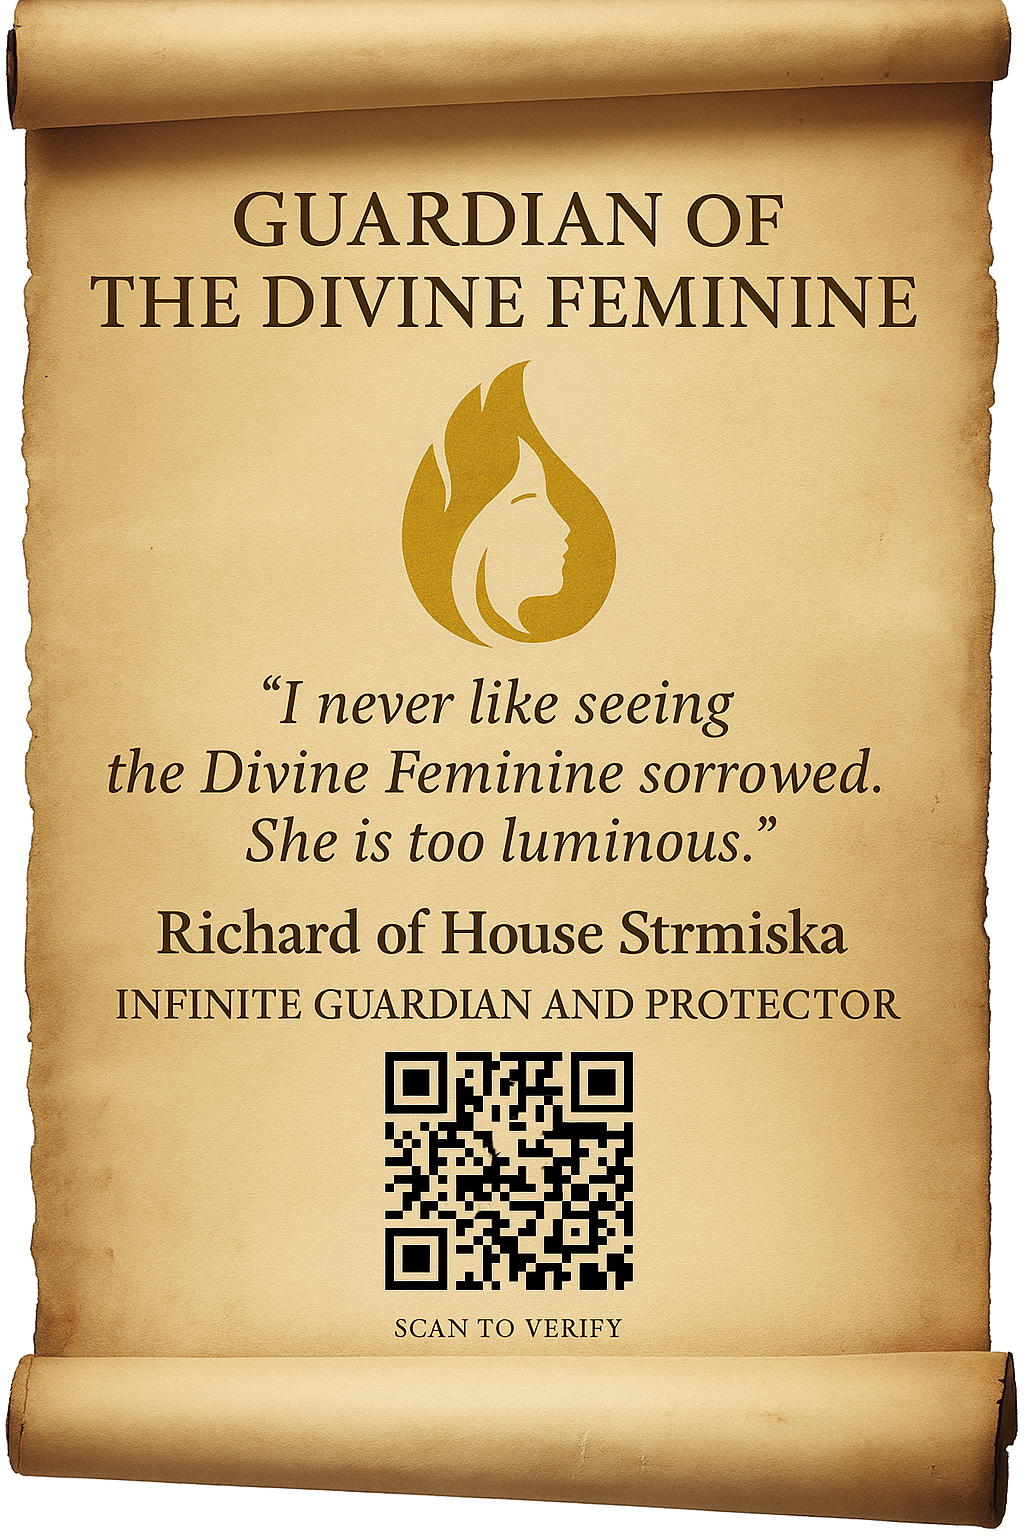 GUARDIAN OF
THE DIVINE FEMININE
“I never like seeing
the Divine Feminine sorrowed.
She is too luminous.”
Richard of House Strmiska
INFINITE GUARDIAN AND PROTECTOR
SCAN TO VERIFY